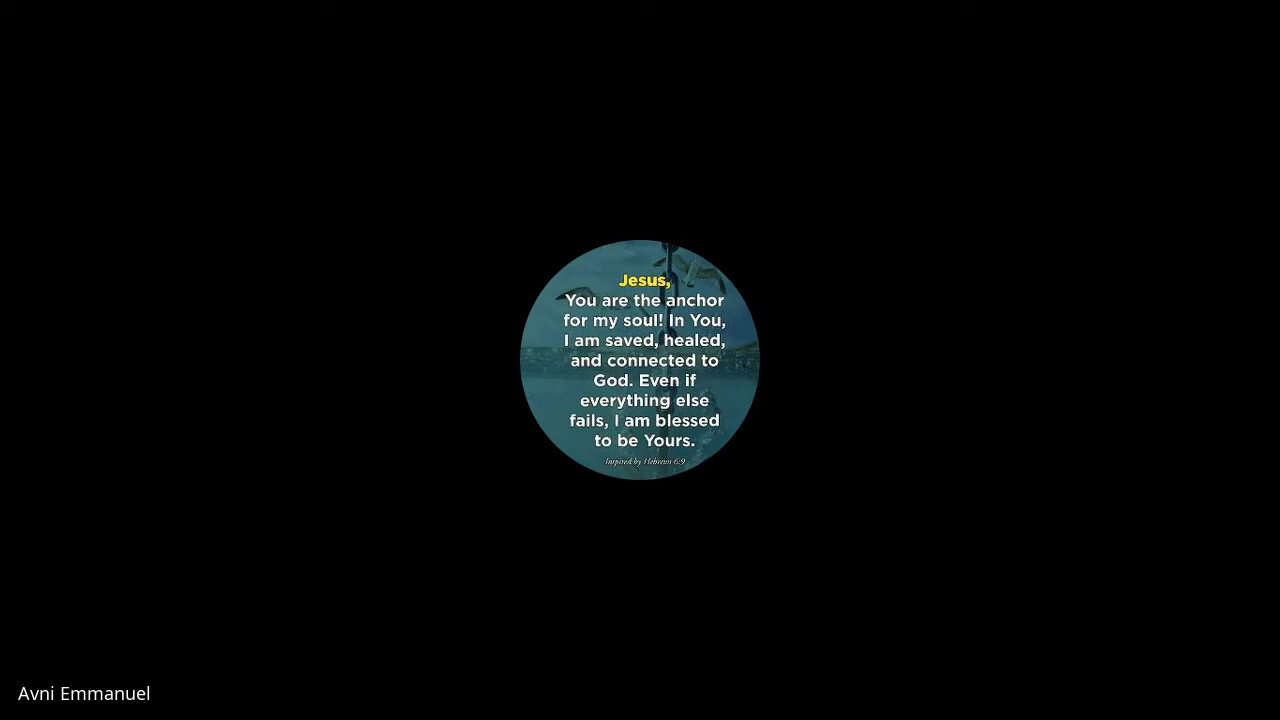 Jesus,
You are the anchor
for my soul! In You,
I am saved, healed,
and connected to
God. Even if
everything else
fails, I am blessed
to be Yours.
Inspired by Hebrews 6:9
Avni Emmanuel